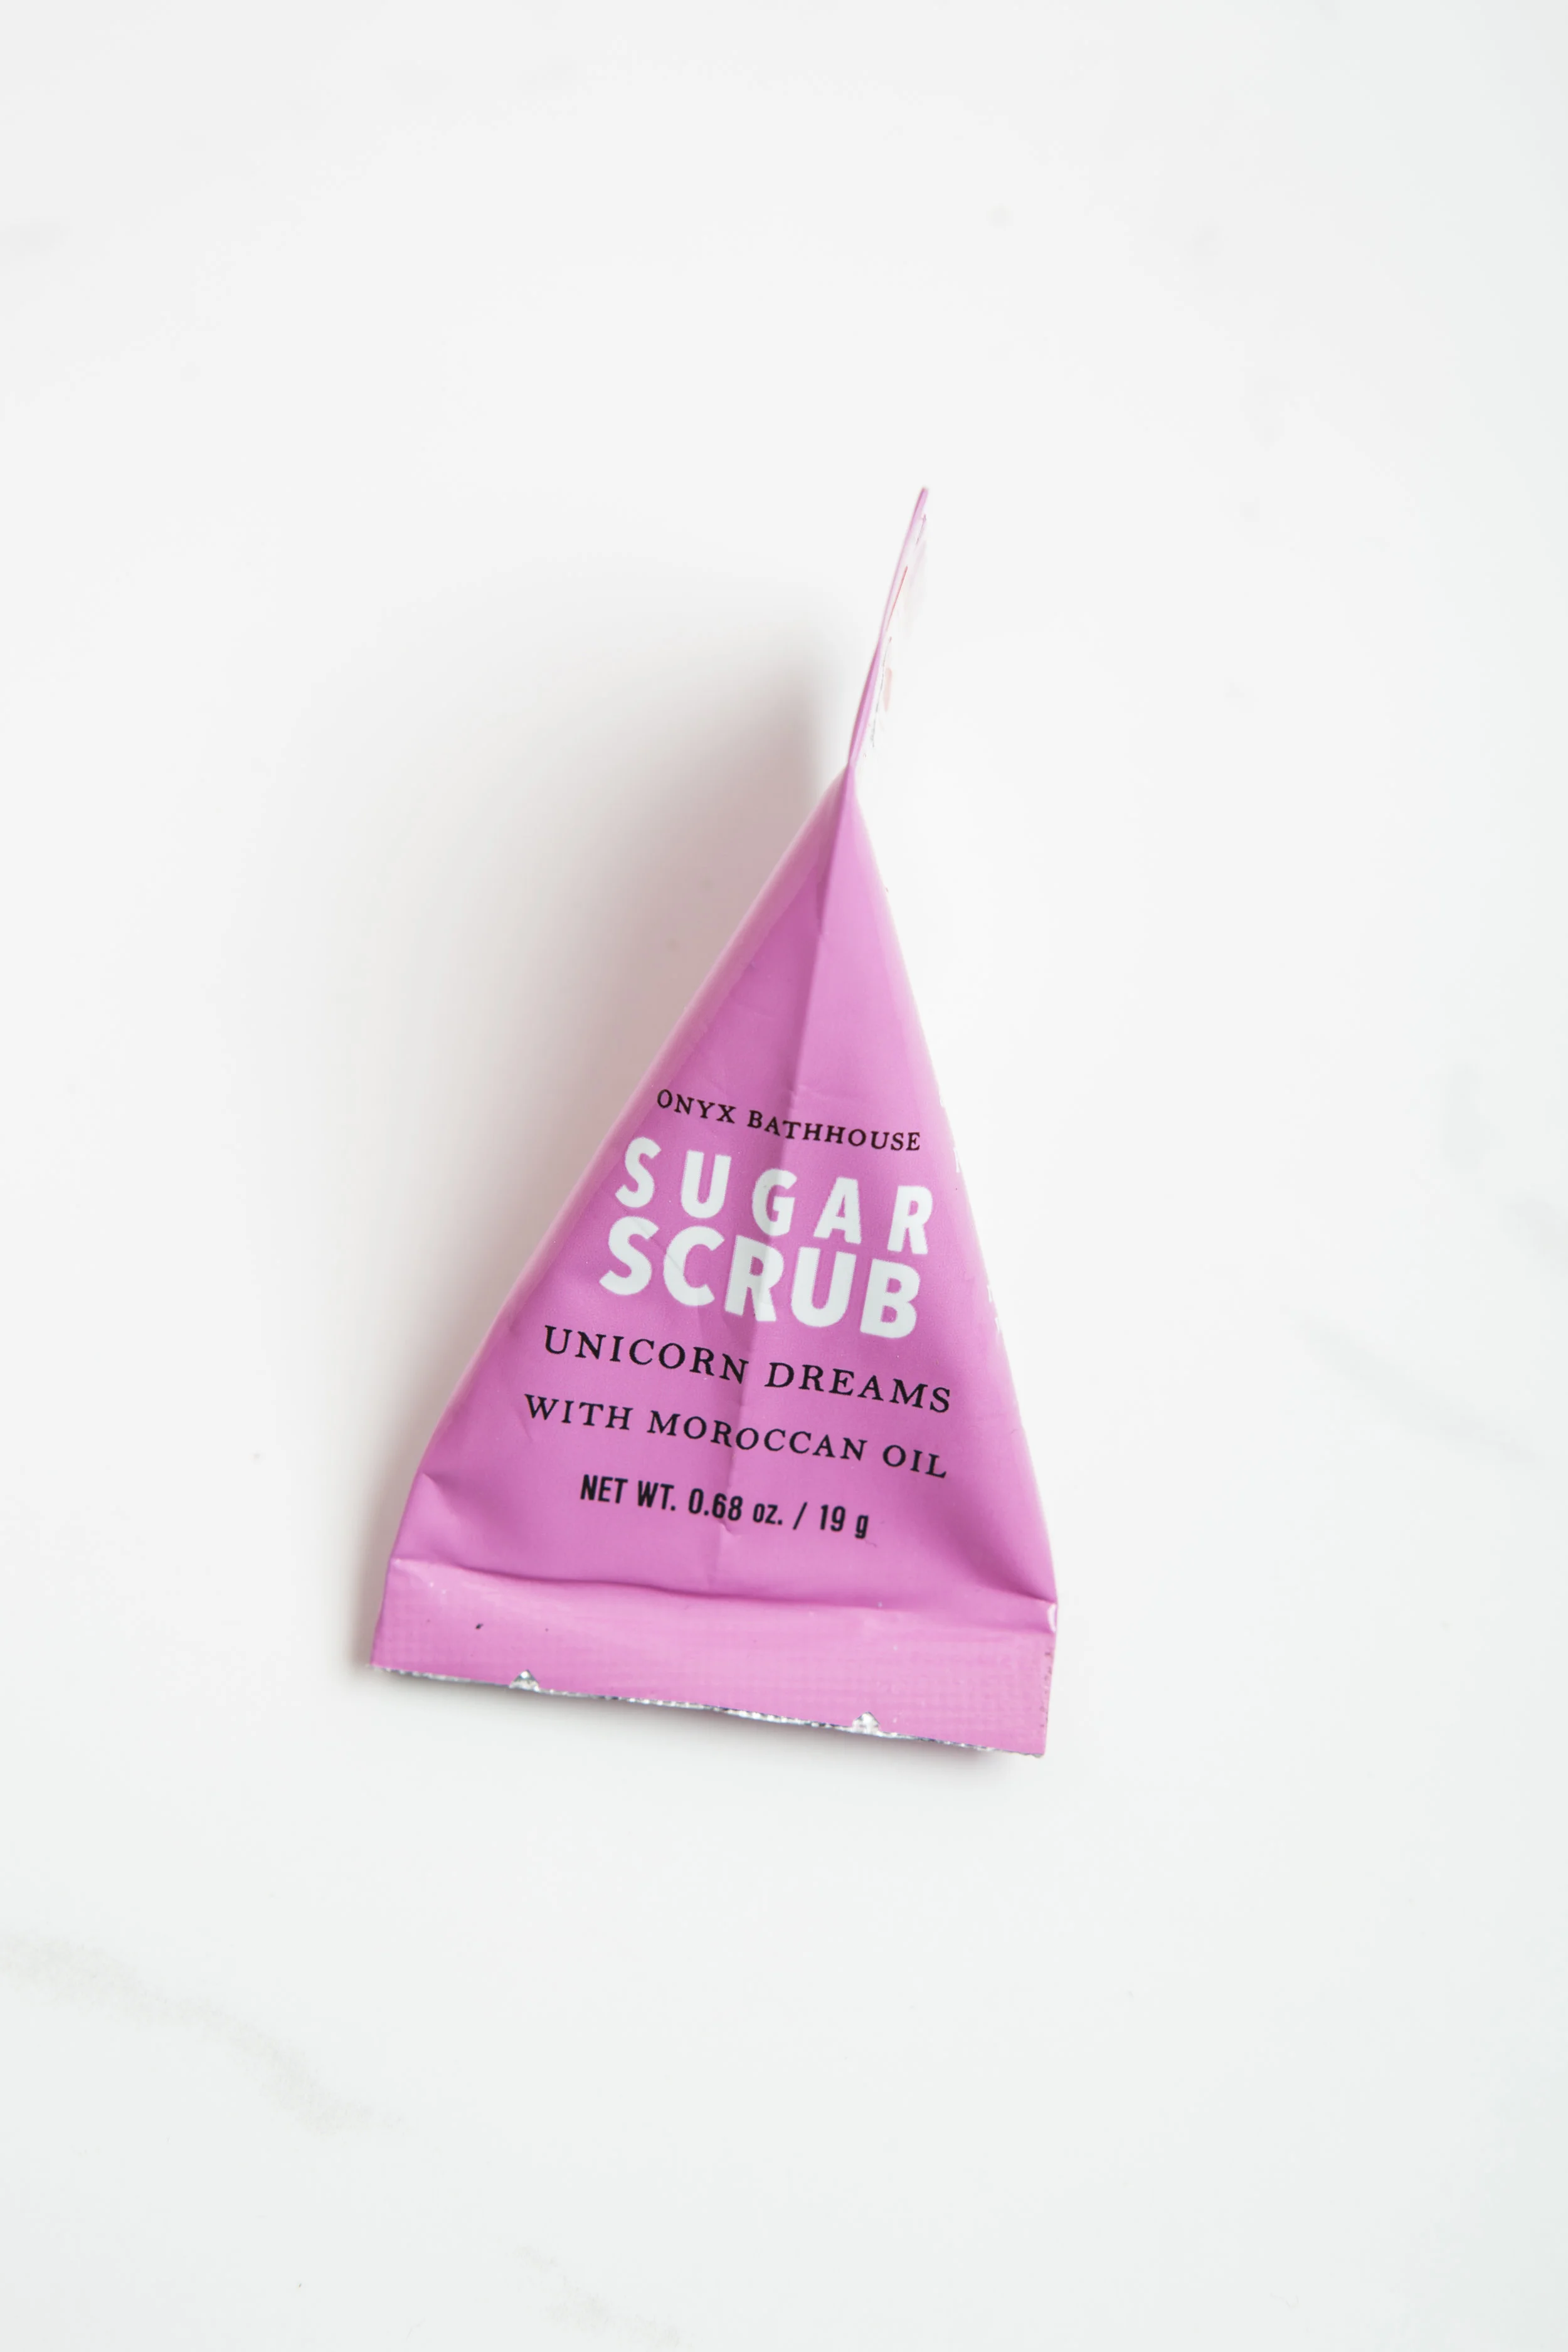 ONYX BATHHOUSE
SUGAR
SCRUB
UNICORN DREAMS
WITH MOROCCAN OIL
NET WT. 0.68 oz. / 19 g